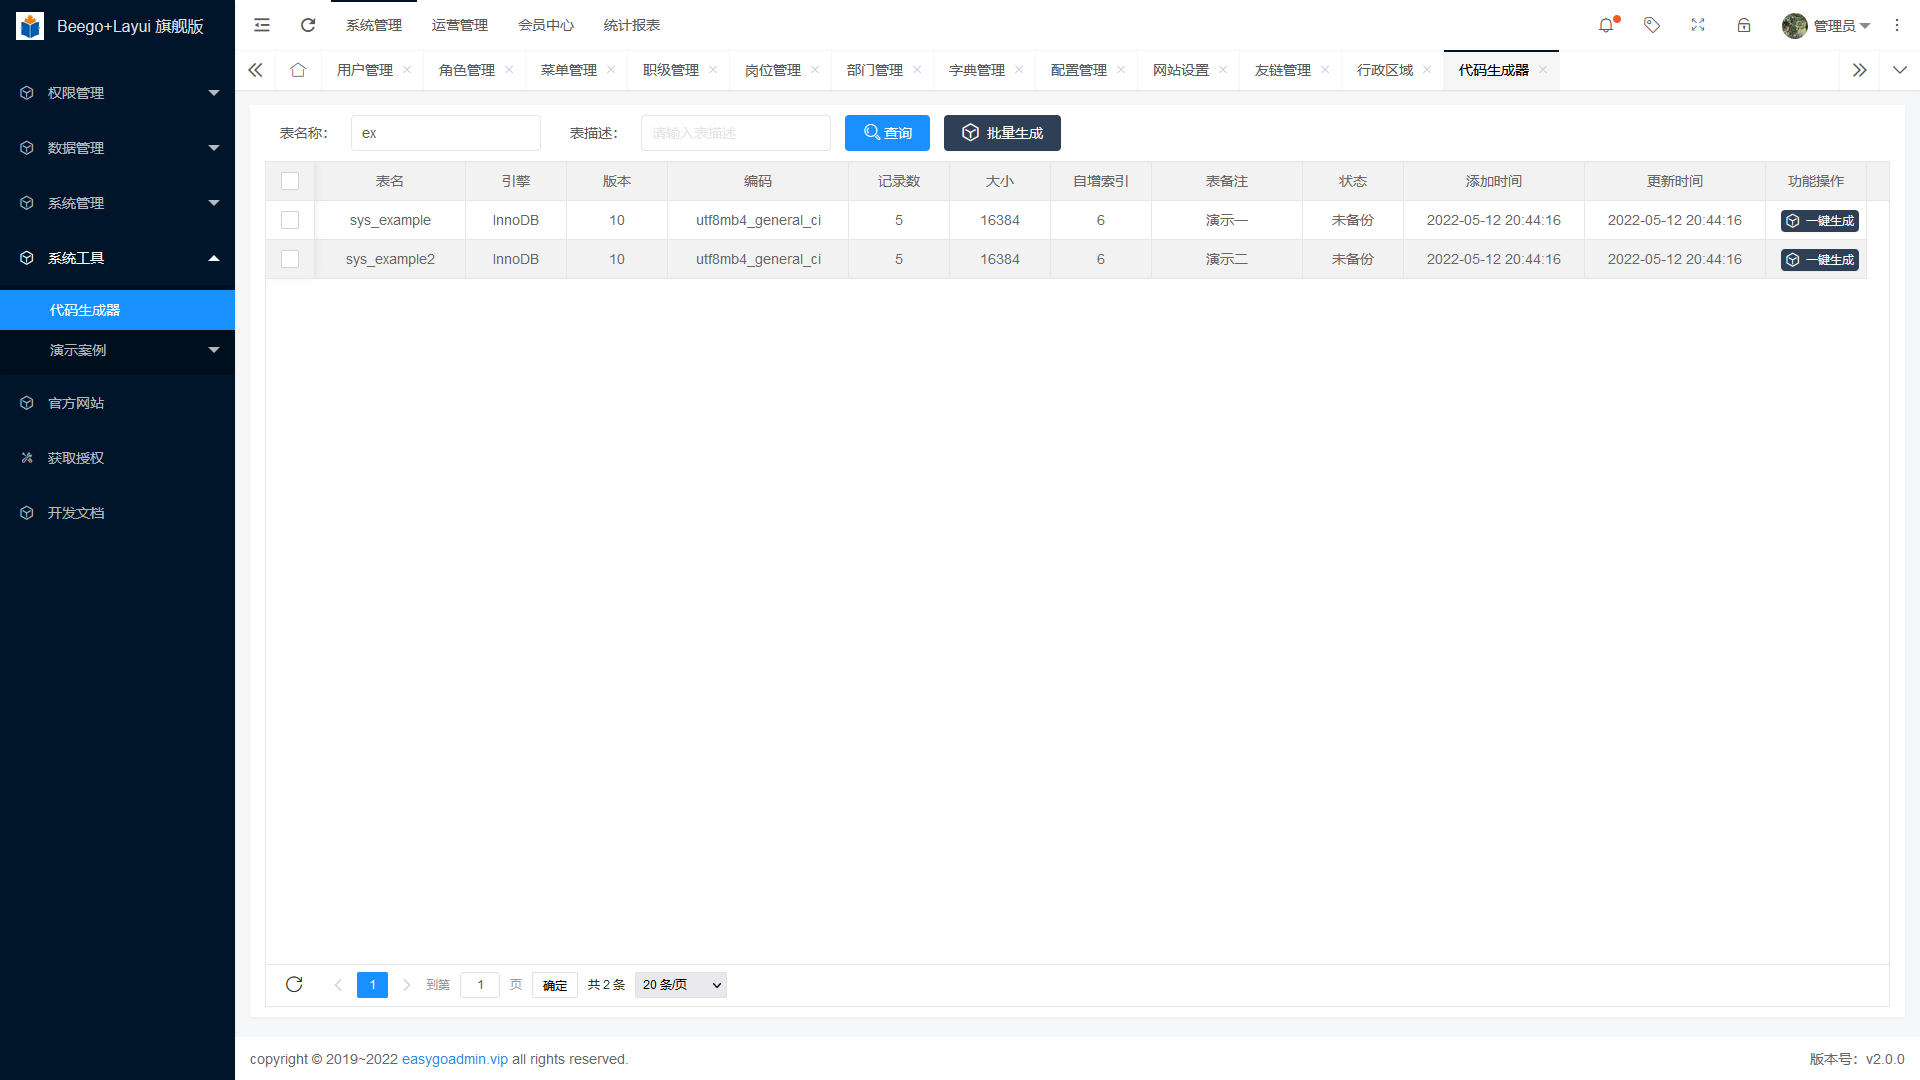 Beego+Layui 旗舰版
系统管理 运营管理 会员中心 统计报表
管理员
用户管理 角色管理 菜单管理 职级管理 岗位管理 部门管理 字典管理 配置管理 网站设置 友链管理 行政区域 代码生成器
权限管理
数据管理
系统管理
系统工具
代码生成器
演示案例
官方网站
获取授权
开发文档
表名称： ex 表描述： 请输入表描述 查询 批量生成
表名 引擎 版本 编码 记录数 大小 自增索引 表备注 状态 添加时间 更新时间 功能操作
sys_example InnoDB 10 utf8mb4_general_ci 5 16384 6 演示一 未备份 2022-05-12 20:44:16 2022-05-12 20:44:16 一键生成
sys_example2 InnoDB 10 utf8mb4_general_ci 5 16384 6 演示二 未备份 2022-05-12 20:44:16 2022-05-12 20:44:16 一键生成
1 到第 1 页 确定 共 2 条 20 条/页
copyright © 2019~2022 easygoadmin.vip all rights reserved.
版本号：v2.0.0